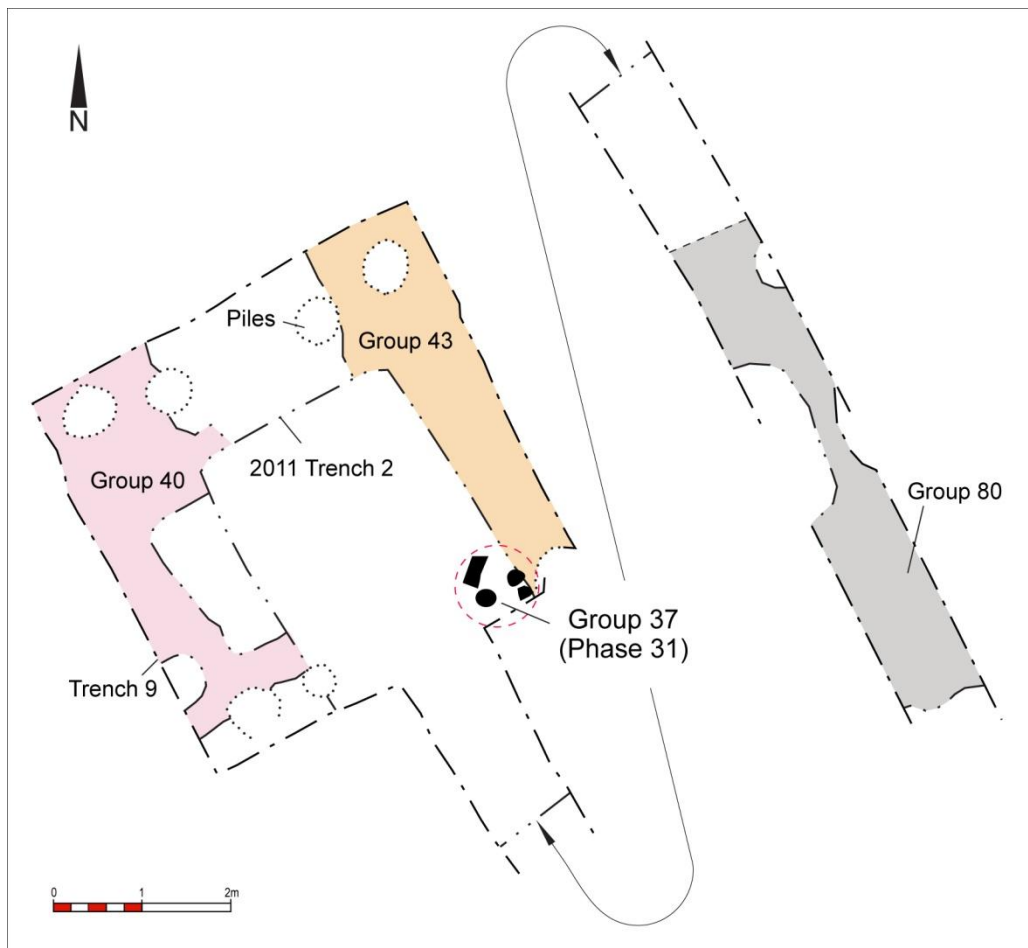 N
Piles
Group 43
Group 40
2011 Trench 2
Group 80
Group 37
(Phase 31)
Trench 9
0 1 2m